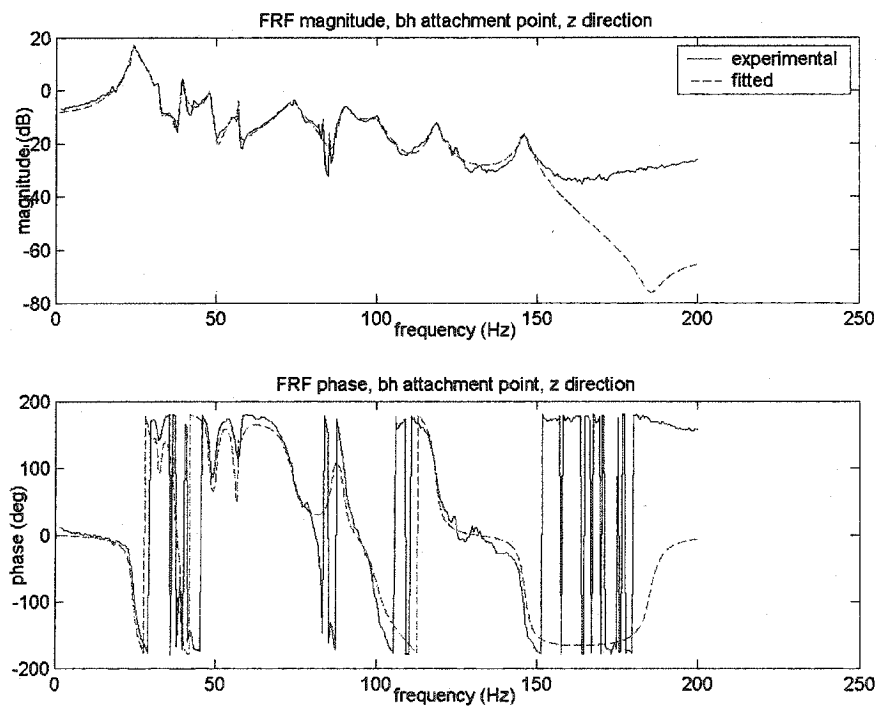 FRF magnitude, bh attachment point, z direction
20
0
-20
-40
-60
-80
magnitude (dB)
experimental
fitted
0 50 100 150 200 250
frequency (Hz)
FRF phase, bh attachment point, z direction
200
100
0
-100
-200
phase (deg)
0 50 100 150 200 250
frequency (Hz)